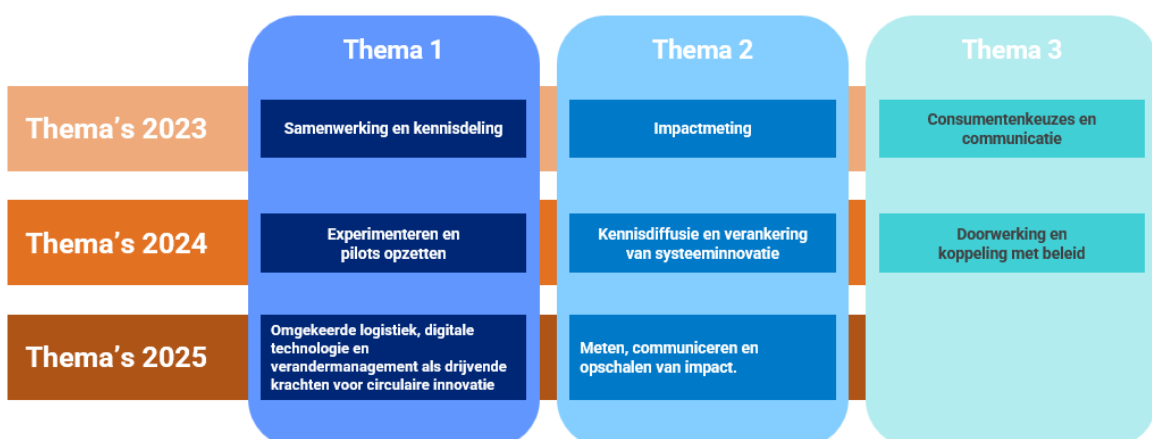 Thema 1
Thema 2
Thema 3
Thema's 2023
Samenwerking en kennisdeling
Impactmeting
Consumentenkeuzes en
communicatie
Thema's 2024
Experimenteren en
pilots opzetten
Kennisdiffusie en verankering
van systeeminnovatie
Doorwerking en
koppeling met beleid
Thema's 2025
Omgekeerde logistiek, digitale
technologie en
verandermanagement als drijvende
krachten voor circulaire innovatie
Meten, communiceren en
opschalen van impact.